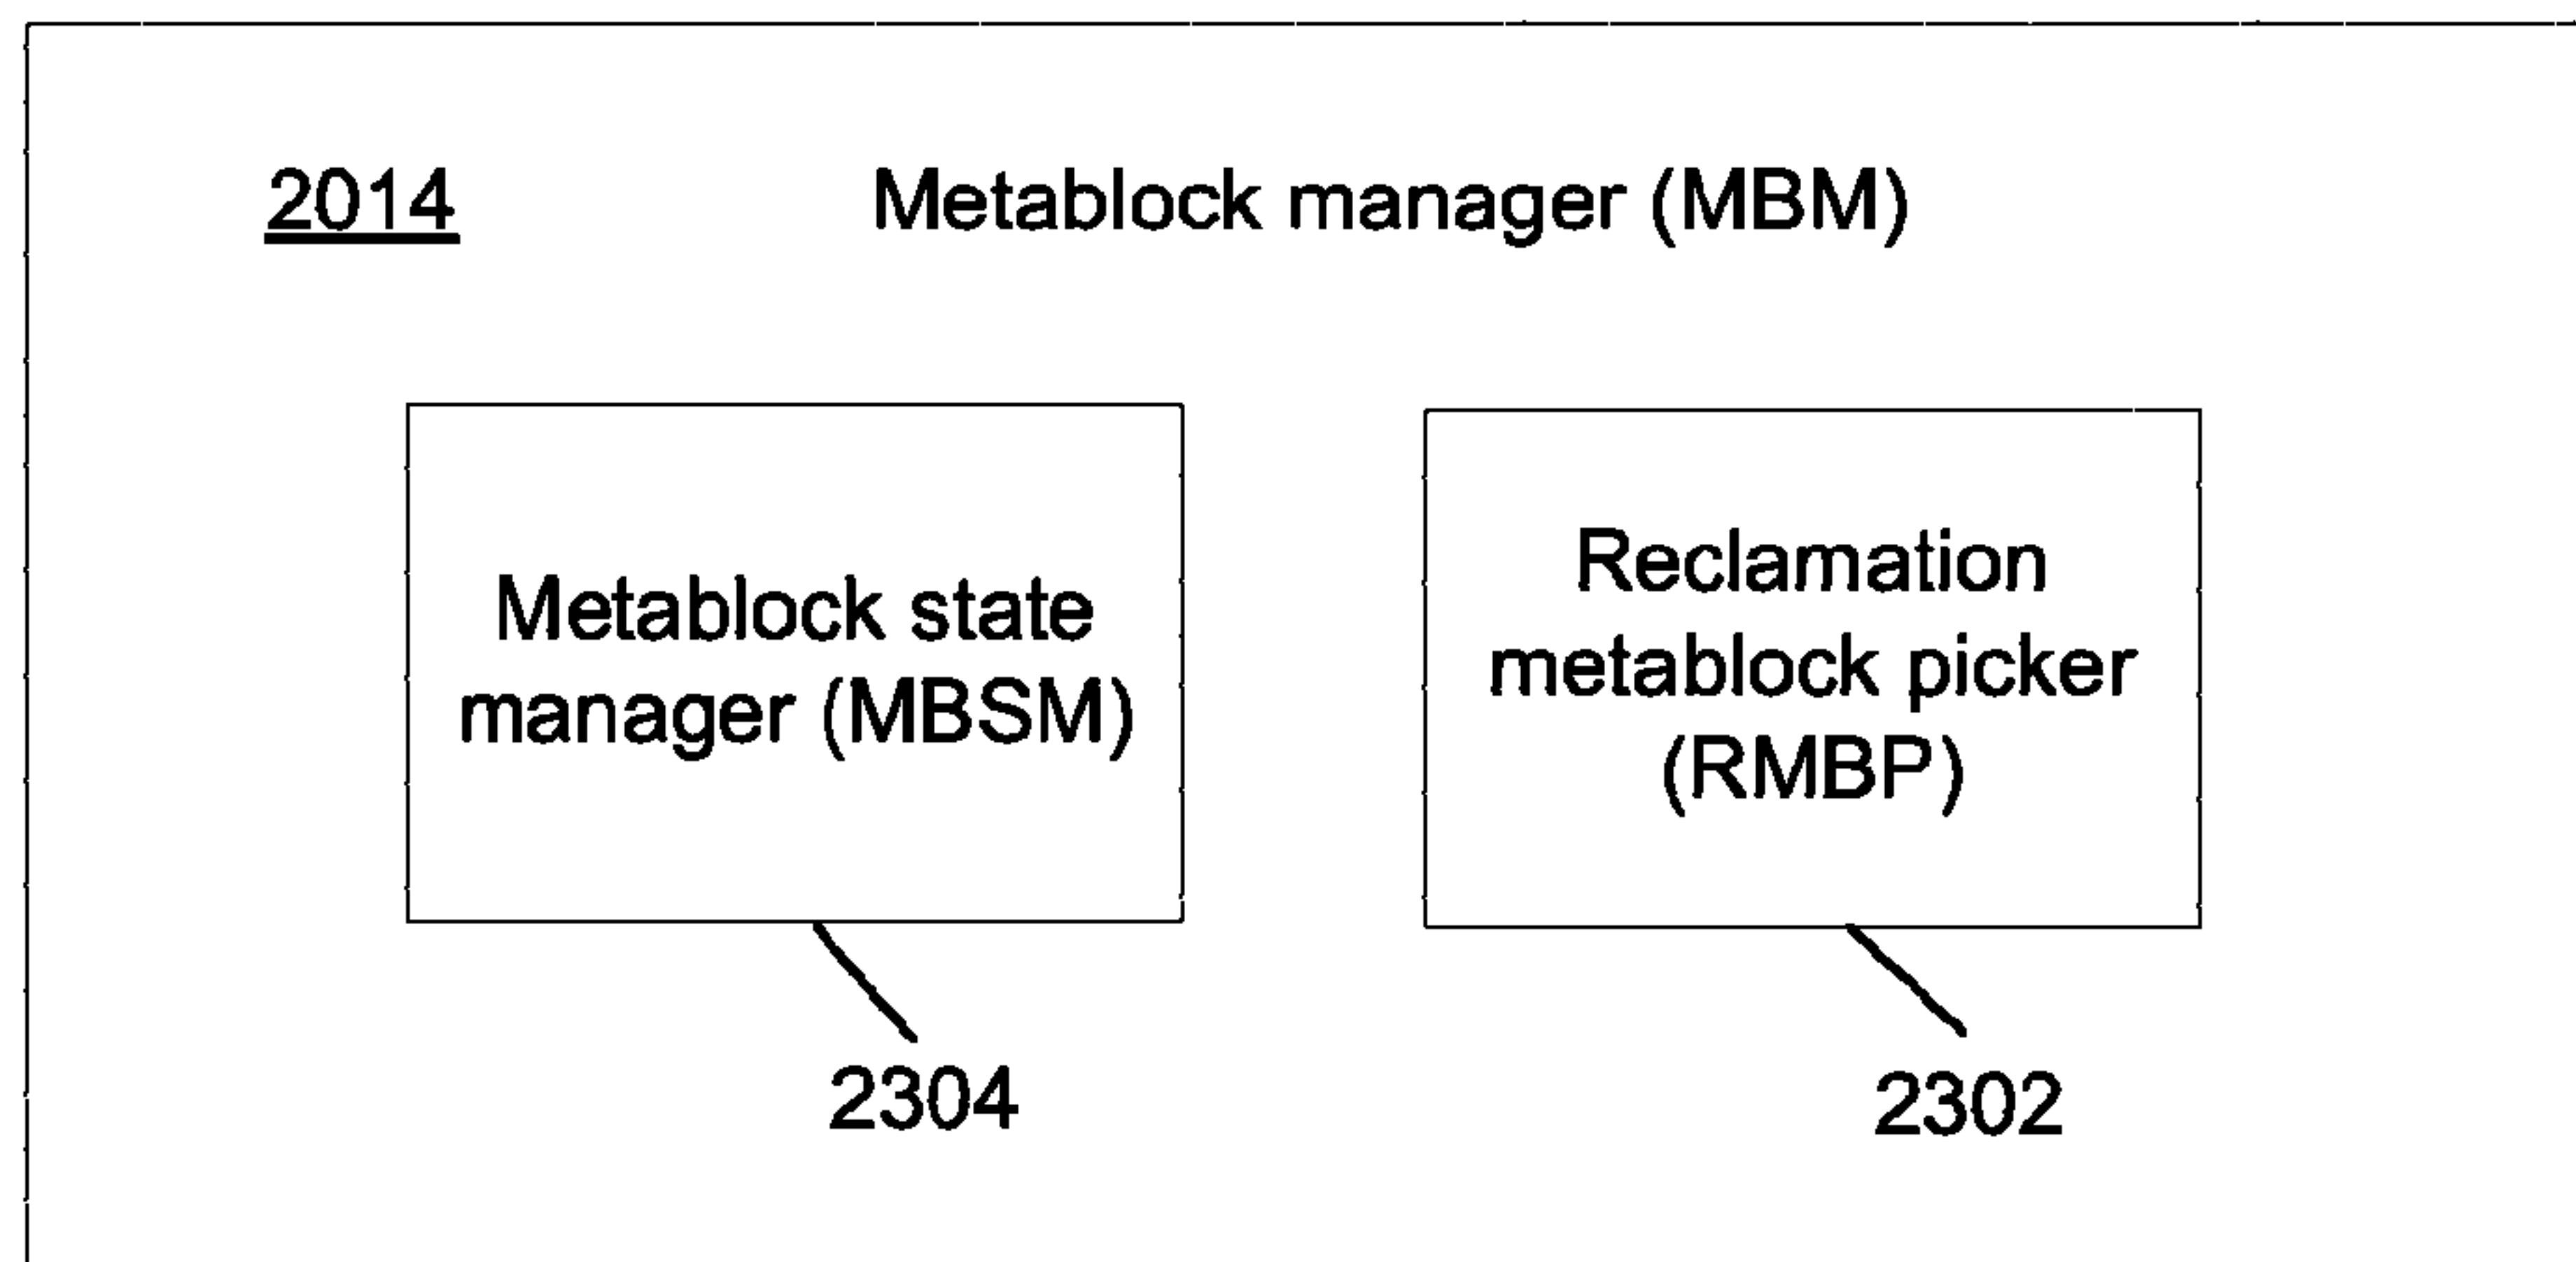 2014
Metablock manager (MBM)
Metablock state
manager (MBSM)
Reclamation
metablock picker
(RMBP)
2304
2302